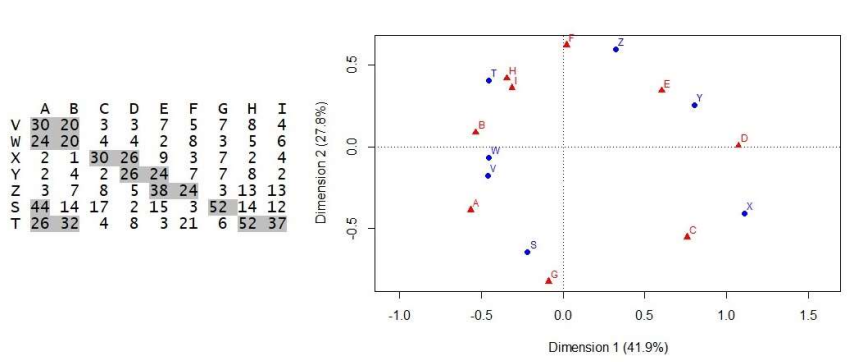 A B C D E F G H I
V 30 20 3 3 7 5 7 8 4
W 24 20 4 4 2 8 3 5 6
X 2 1 30 26 9 3 7 2 4
Y 2 4 2 26 24 7 7 8 2
Z 3 7 8 5 38 24 3 13 13
S 44 14 17 2 15 3 52 14 12
T 26 32 4 8 3 21 6 52 37
Dimension 2 (27.8%)
0.5
0.0
-0.5
F
Z
T
H
I
E
Y
B
D
W
V
A
X
C
S
G
-1.0 -0.5 0.0 0.5 1.0 1.5
Dimension 1 (41.9%)